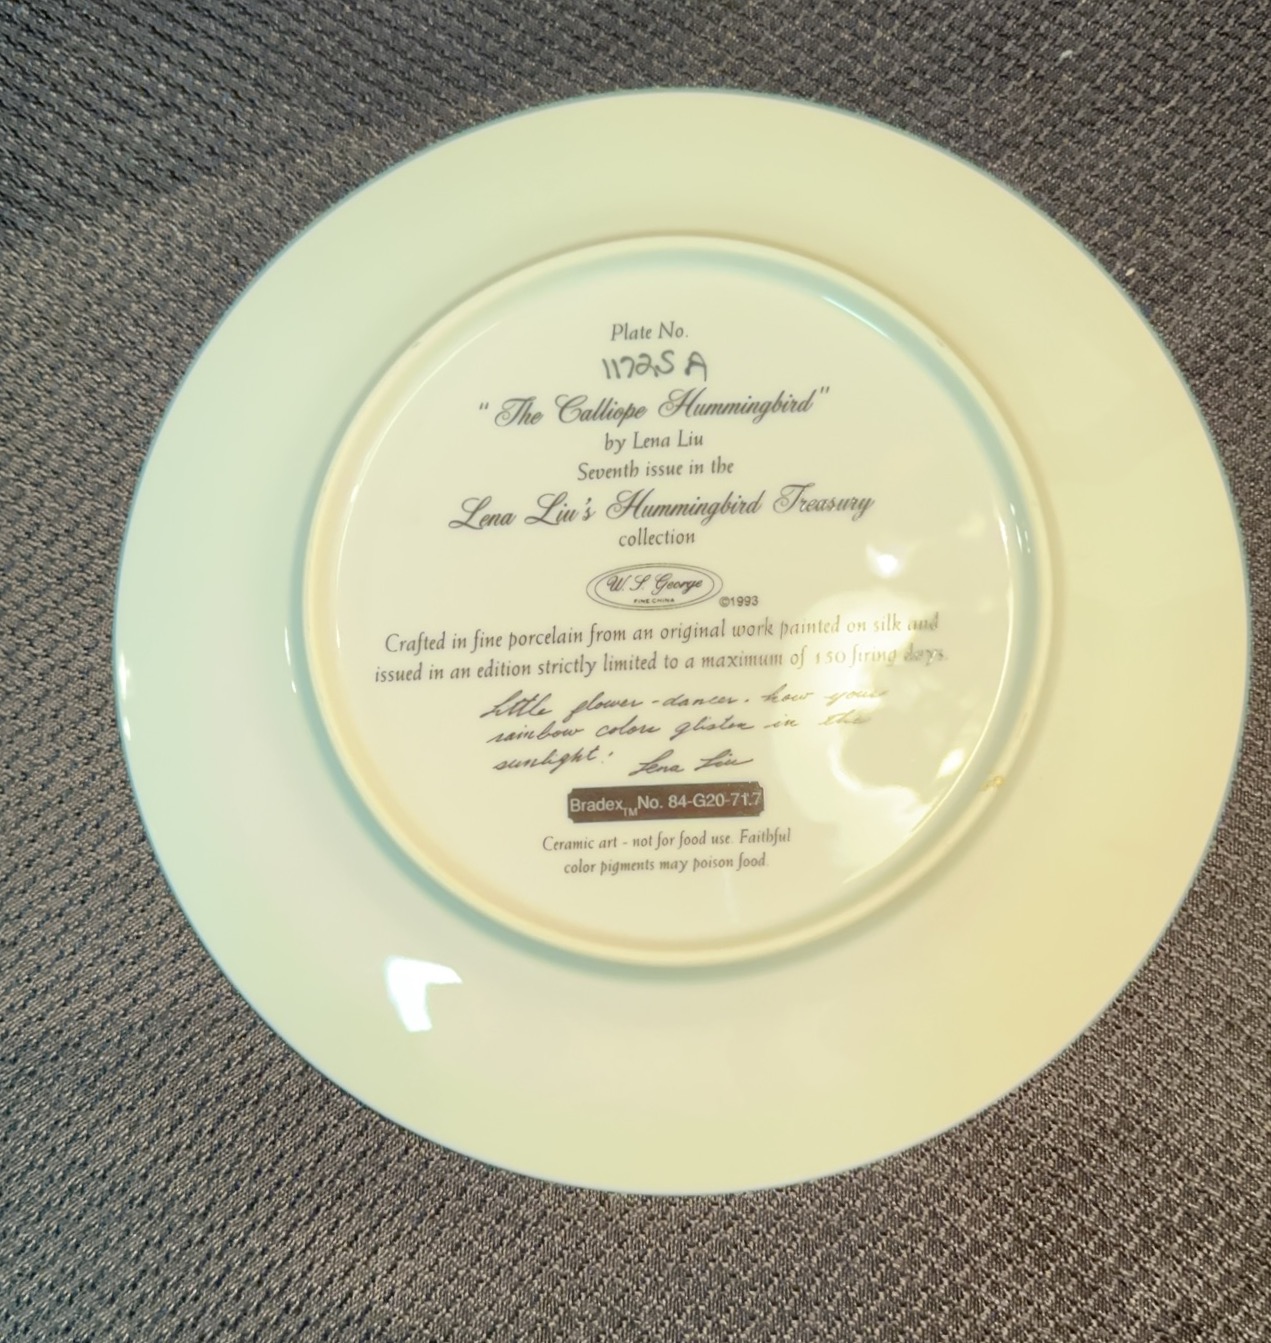 Plate No.
11725 A
"The Calliope Hummingbird"
by Lena Liu
Seventh issue in the
Lena Liu's Hummingbird Treasury
collection
W. S. George
FINE CHINA
©1993
Crafted in fine porcelain from an original work painted on silk and
issued in an edition strictly limited to a maximum of 150 firing days.
Little flower-dancer. how your
rainbow colors glisten in the
sunlight! Lena Liu
Bradex TM No. 84-G20-71.7
Ceramic art - not for food use. Faithful
color pigments may poison food.